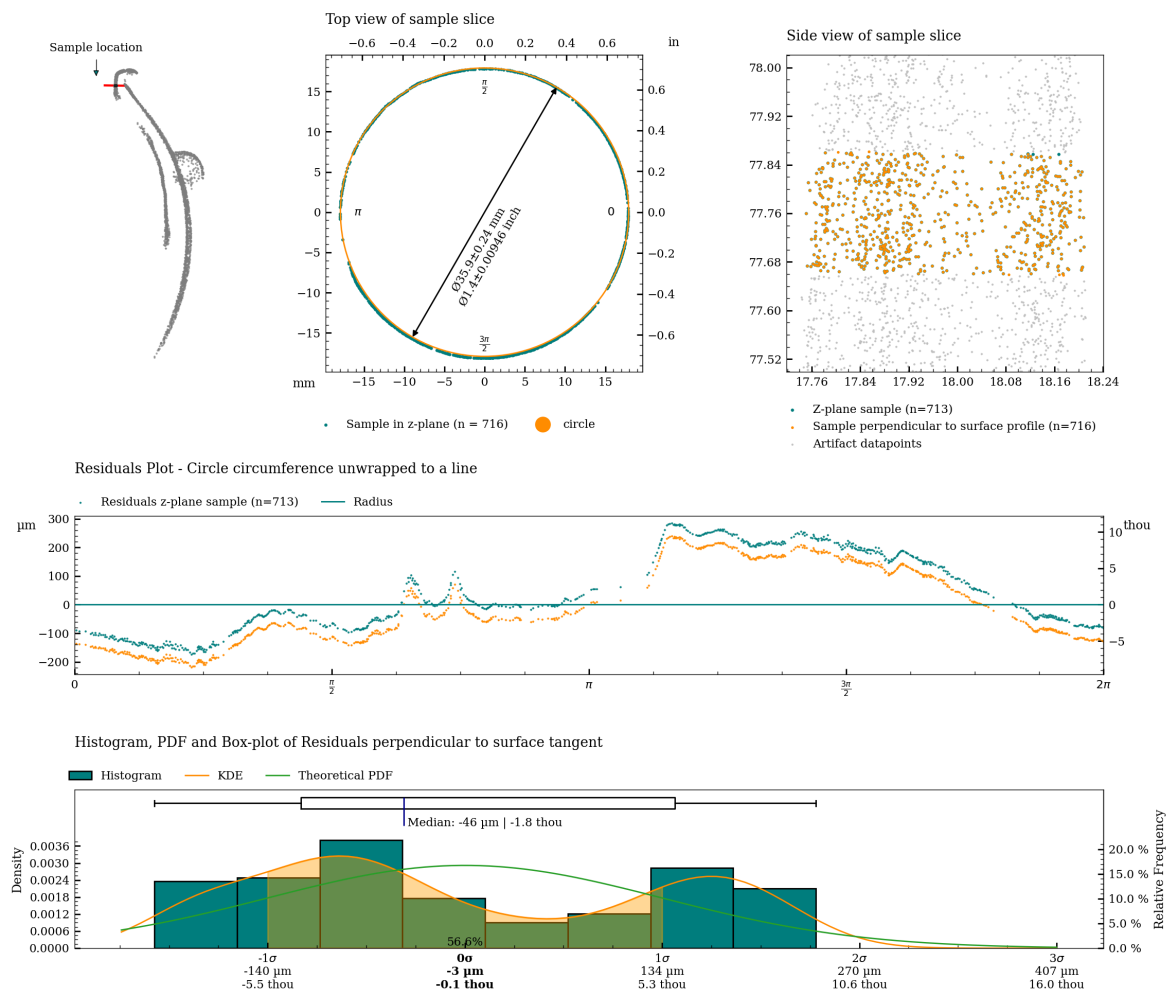 Sample location
Top view of sample slice
−0.6 −0.4 −0.2 0.0 0.2 0.4 0.6 in
15
10
5
0
−5
−10
−15
π/2
π
0
3π/2
Ø35.9±0.24 mm
Ø1.4±0.00946 inch
0.6
0.4
0.2
0.0
−0.2
−0.4
−0.6
mm −15 −10 −5 0 5 10 15
Sample in z-plane (n = 716) circle
Side view of sample slice
78.00
77.92
77.84
77.76
77.68
77.60
77.52
17.76 17.84 17.92 18.00 18.08 18.16 18.24
Z-plane sample (n=713)
Sample perpendicular to surface profile (n=716)
Artifact datapoints
Residuals Plot - Circle circumference unwrapped to a line
Residuals z-plane sample (n=713) Radius
µm
300
200
100
0
−100
−200
thou
10
5
0
−5
0 π/2 π 3π/2 2π
Histogram, PDF and Box-plot of Residuals perpendicular to surface tangent
Histogram KDE Theoretical PDF
Median: -46 µm | -1.8 thou
Density
0.0036
0.0030
0.0024
0.0018
0.0012
0.0006
0.0000
Relative Frequency
20.0 %
15.0 %
10.0 %
5.0 %
0.0 %
56.6%
-1σ 0σ 1σ 2σ 3σ
-140 µm -3 µm 134 µm 270 µm 407 µm
-5.5 thou -0.1 thou 5.3 thou 10.6 thou 16.0 thou